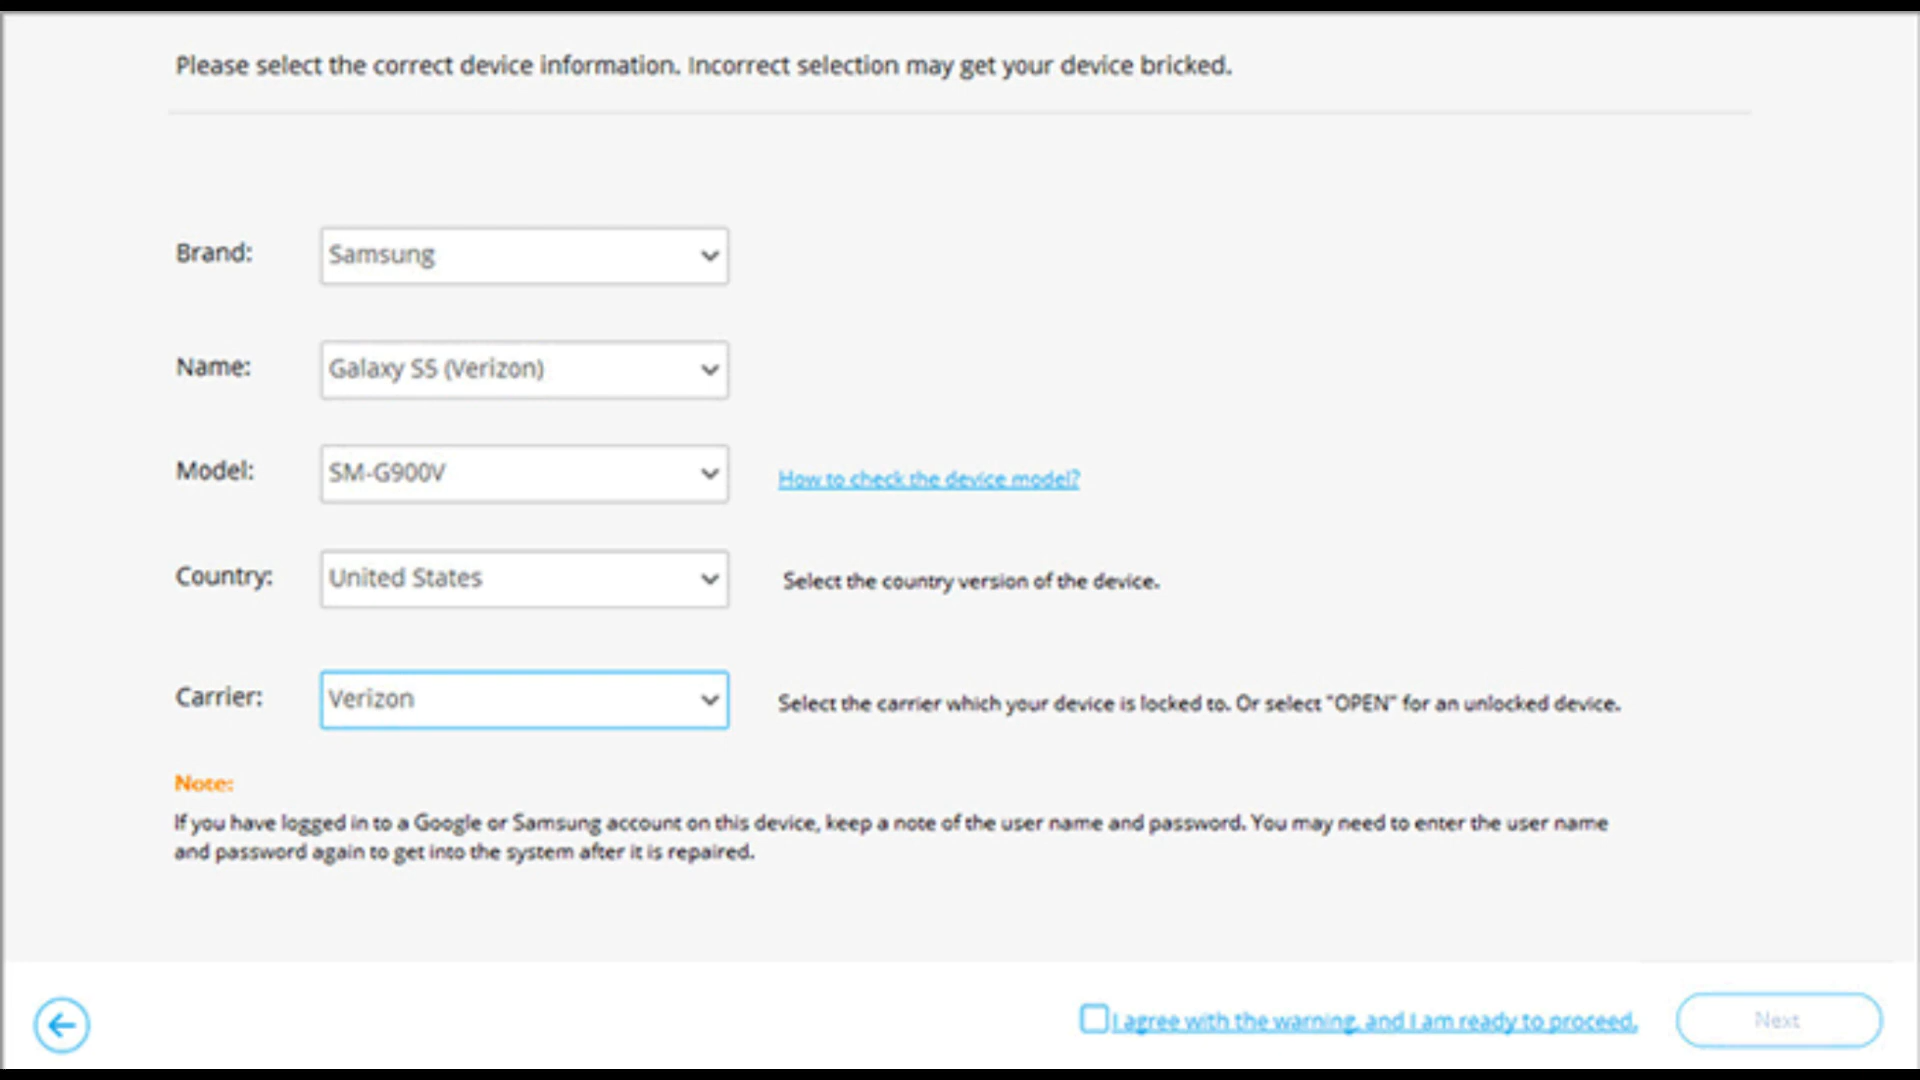 Please select the correct device information. Incorrect selection may get your device bricked.
Brand: Samsung
Name: Galaxy S5 (Verizon)
Model: SM-G900V How to check the device model?
Country: United States Select the country version of the device.
Carrier: Verizon Select the carrier which your device is locked to. Or select "OPEN" for an unlocked device.
Note:
If you have logged in to a Google or Samsung account on this device, keep a note of the user name and password. You may need to enter the user name
and password again to get into the system after it is repaired.
I agree with the warning, and I am ready to proceed. Next